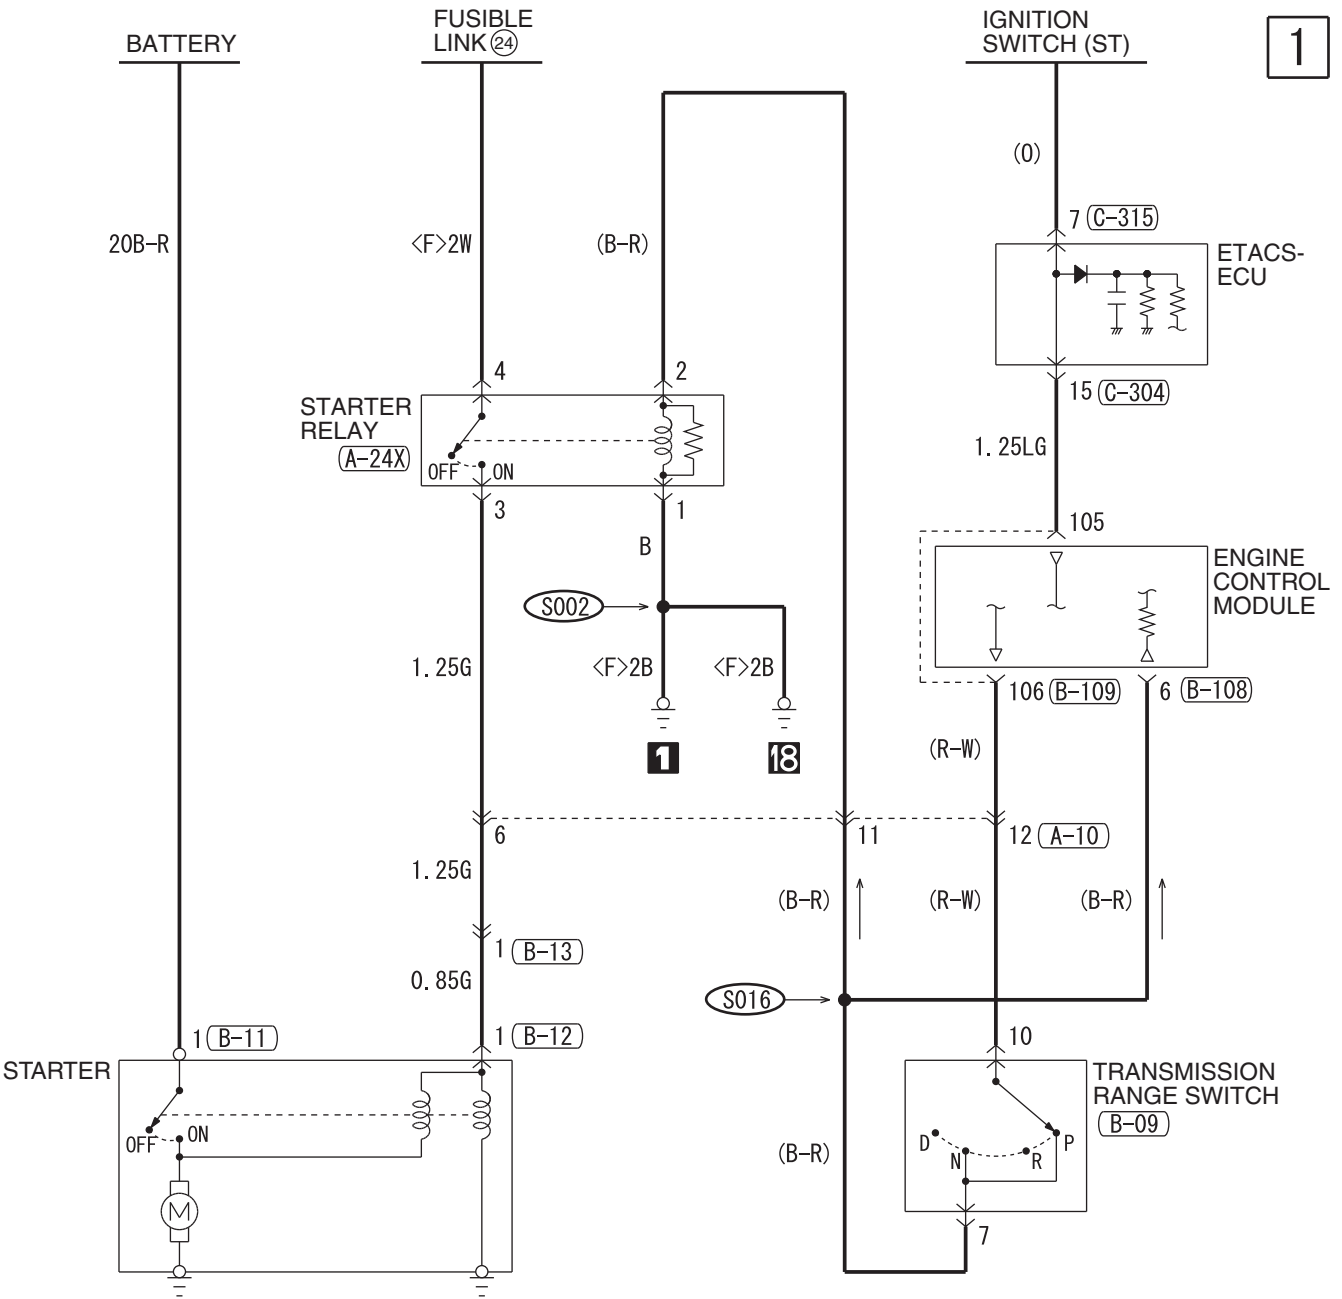 BATTERY
FUSIBLE
LINK 24
IGNITION
SWITCH (ST)
1
(O)
7 C-315
20B-R
<F>2W
(B-R)
ETACS-
ECU
4
2
15 C-304
STARTER
RELAY
A-24X
OFF
ON
1.25LG
3
1
105
B
ENGINE
CONTROL
MODULE
S002
1.25G
<F>2B
<F>2B
106 B-109
6 B-108
(R-W)
1
18
6
11
12 A-10
1.25G
(B-R)
(R-W)
(B-R)
1 B-13
0.85G
S016
1 B-11
1 B-12
10
STARTER
TRANSMISSION
RANGE SWITCH
B-09
OFF
ON
D
N
R
P
(B-R)
M
7